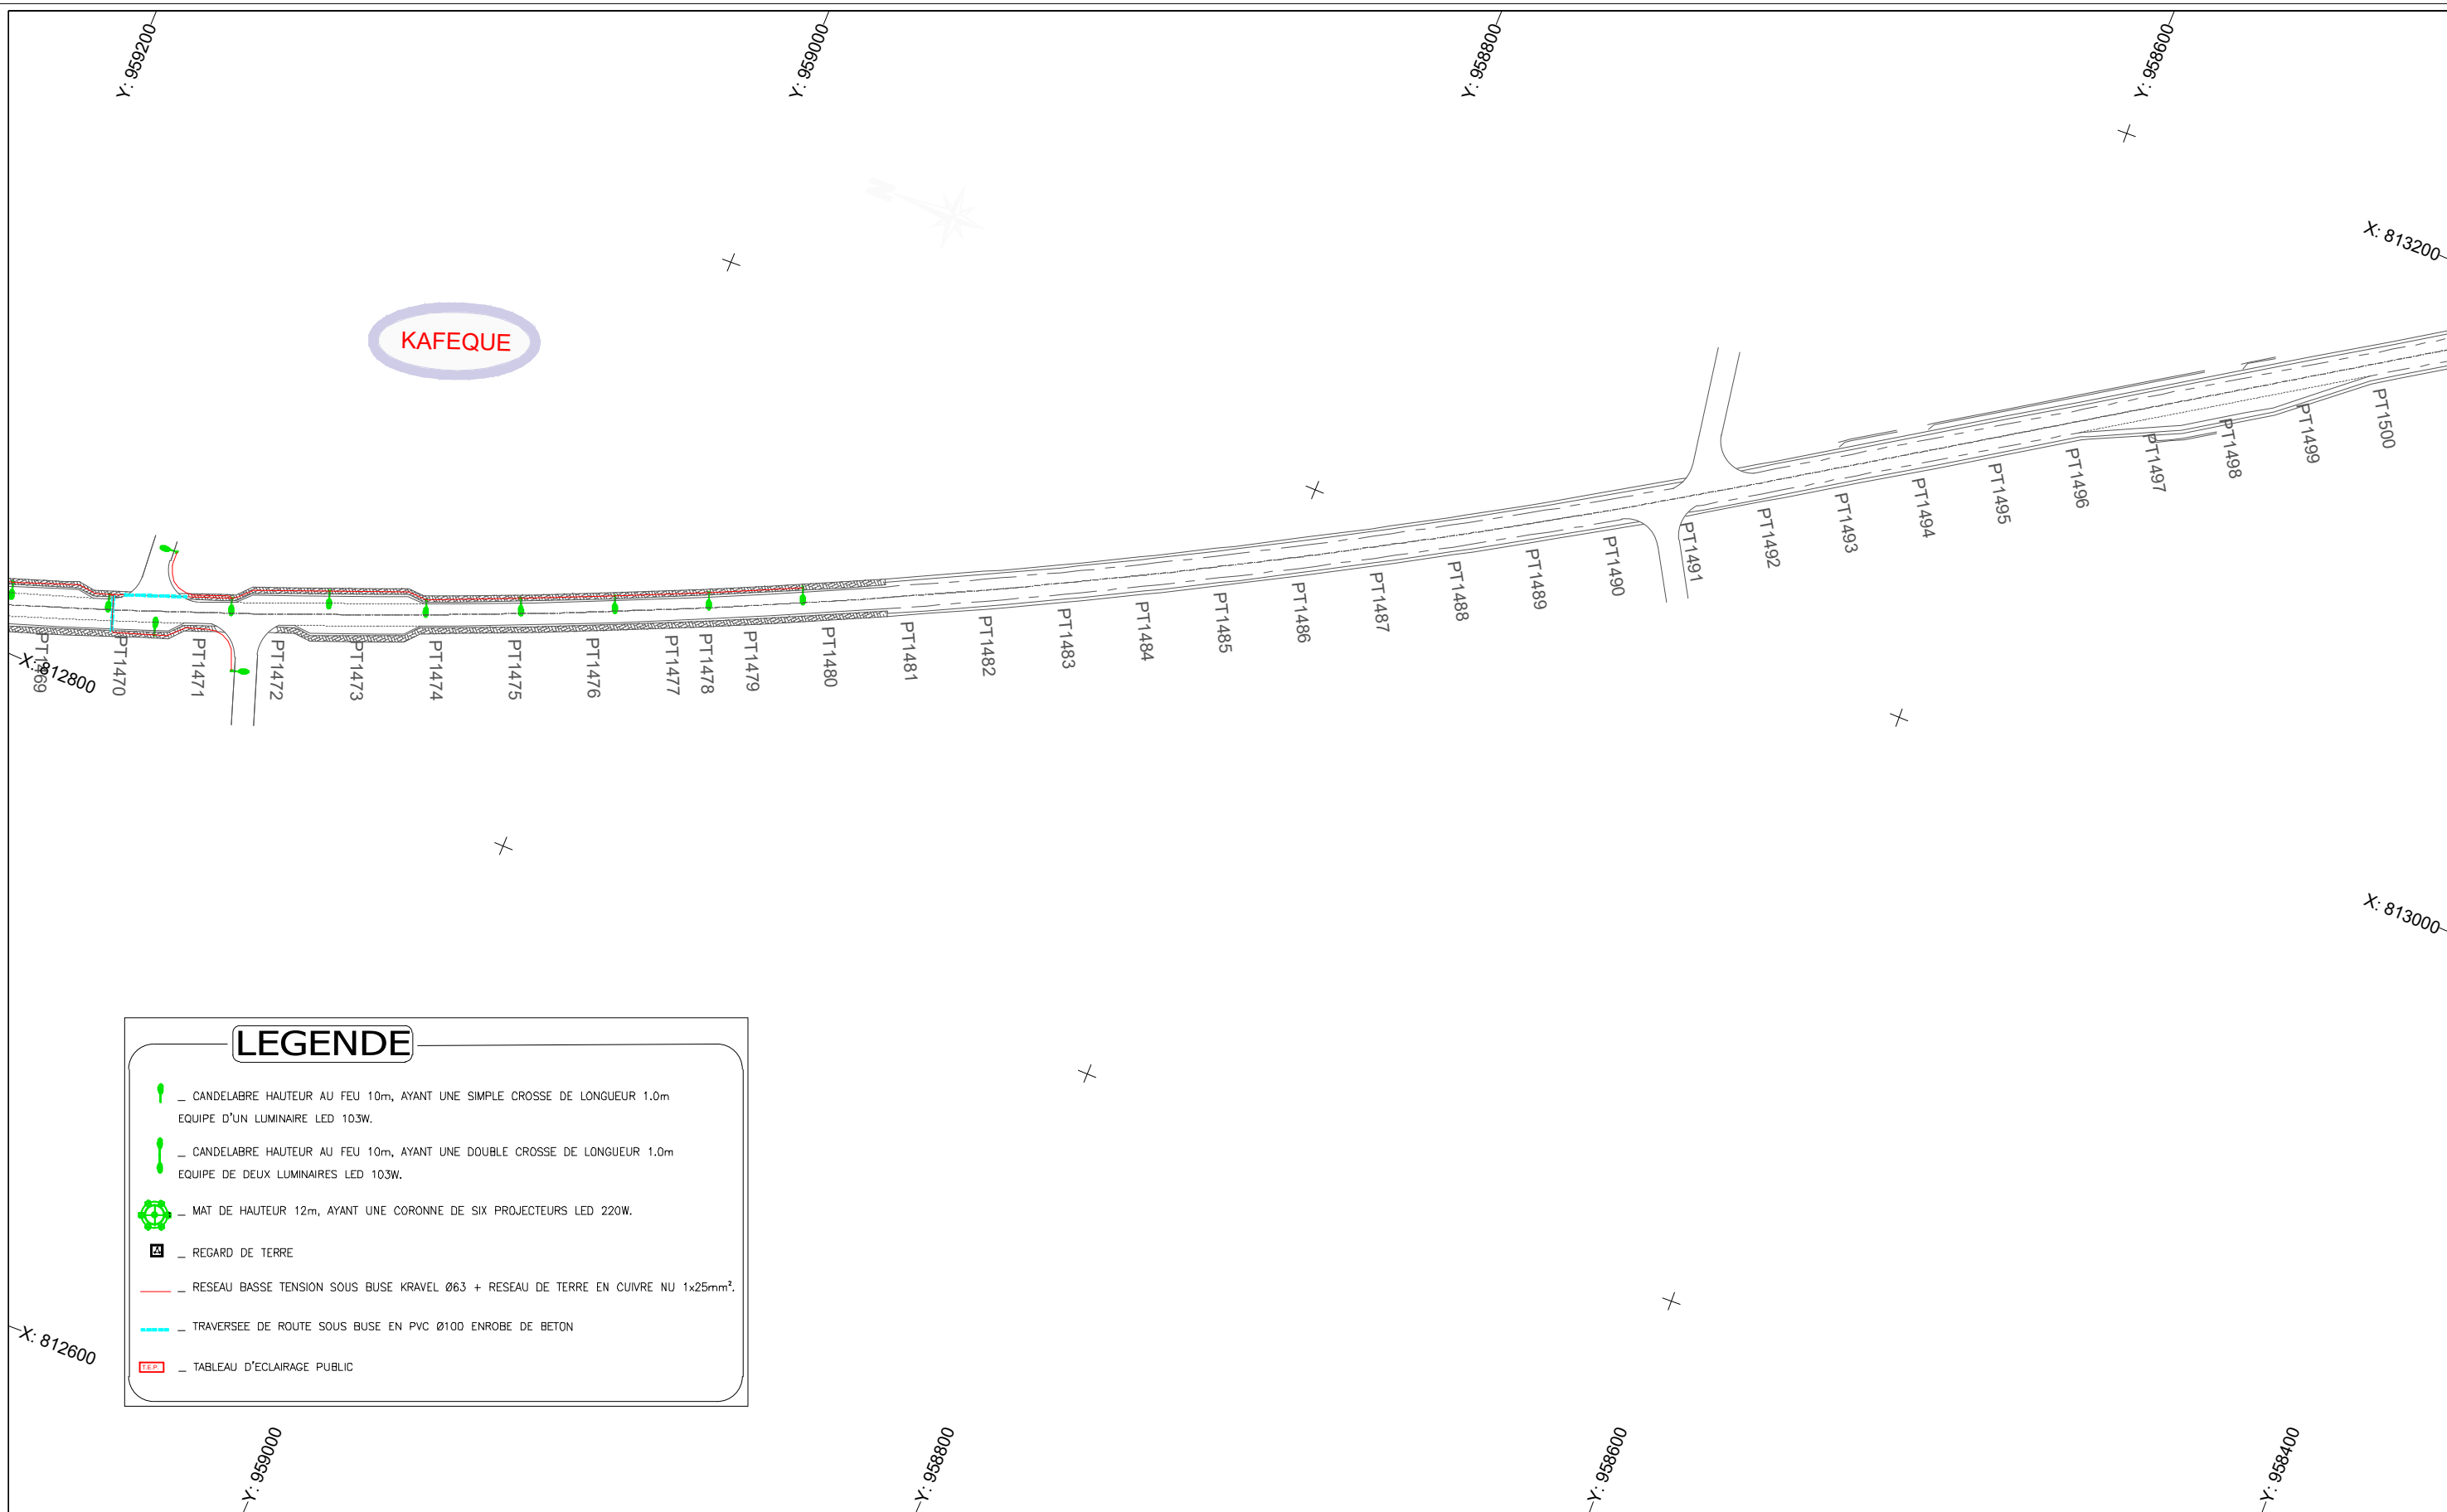 Y: 959200
Y: 959000
Y: 958800
Y: 958600
N
X: 813200
KAFEQUE
PT1469
PT1470
PT1471
PT1472
PT1473
PT1474
PT1475
PT1476
PT1477
PT1478
PT1479
PT1480
PT1481
PT1482
PT1483
PT1484
PT1485
PT1486
PT1487
PT1488
PT1489
PT1490
PT1491
PT1492
PT1493
PT1494
PT1495
PT1496
PT1497
PT1498
PT1499
PT1500
X: 812800
X: 813000
LEGENDE
_ CANDELABRE HAUTEUR AU FEU 10m, AYANT UNE SIMPLE CROSSE DE LONGUEUR 1.0m
EQUIPE D'UN LUMINAIRE LED 103W.
_ CANDELABRE HAUTEUR AU FEU 10m, AYANT UNE DOUBLE CROSSE DE LONGUEUR 1.0m
EQUIPE DE DEUX LUMINAIRES LED 103W.
_ MAT DE HAUTEUR 12m, AYANT UNE CORONNE DE SIX PROJECTEURS LED 220W.
_ REGARD DE TERRE
_ RESEAU BASSE TENSION SOUS BUSE KRAVEL Ø63 + RESEAU DE TERRE EN CUIVRE NU 1x25mm².
_ TRAVERSEE DE ROUTE SOUS BUSE EN PVC Ø100 ENROBE DE BETON
T.E.P. _ TABLEAU D'ECLAIRAGE PUBLIC
X: 812600
Y: 959000
Y: 958800
Y: 958600
Y: 958400